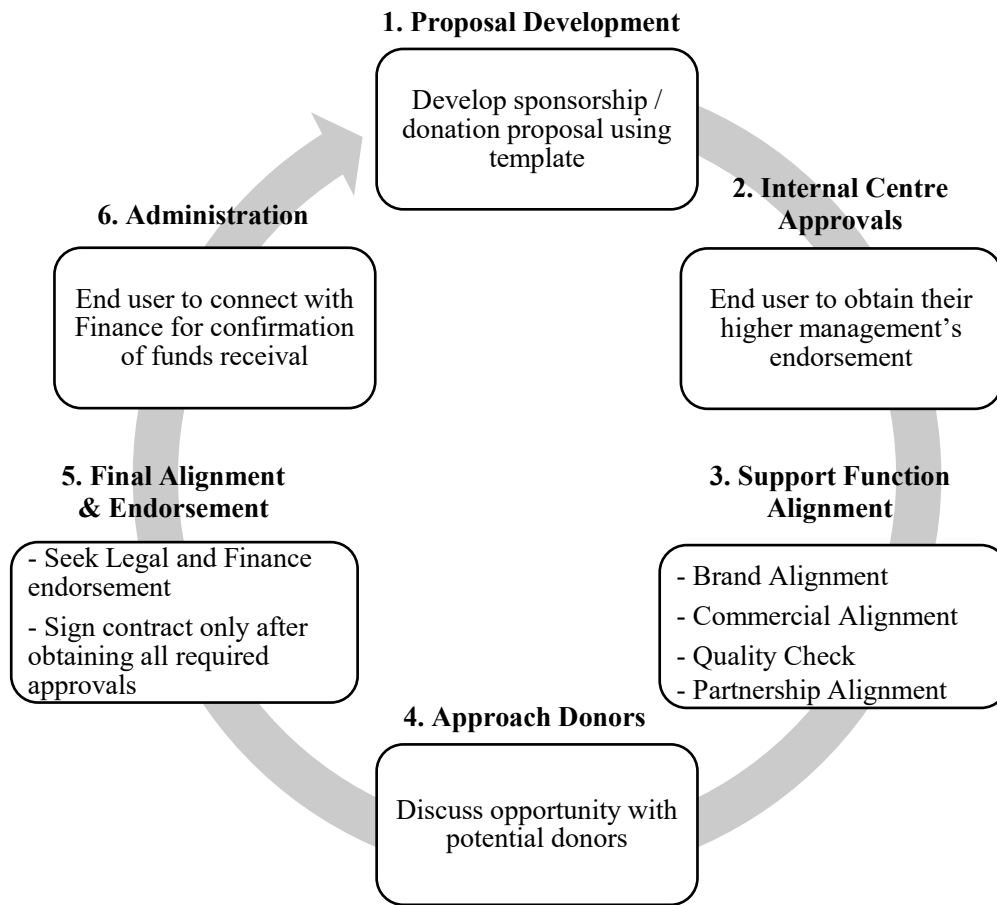 1. Proposal Development
Develop sponsorship /
donation proposal using
template
2. Internal Centre
Approvals
End user to obtain their
higher management’s
endorsement
3. Support Function
Alignment
- Brand Alignment
- Commercial Alignment
- Quality Check
- Partnership Alignment
4. Approach Donors
Discuss opportunity with
potential donors
5. Final Alignment
& Endorsement
- Seek Legal and Finance
endorsement
- Sign contract only after
obtaining all required
approvals
6. Administration
End user to connect with
Finance for confirmation
of funds receival